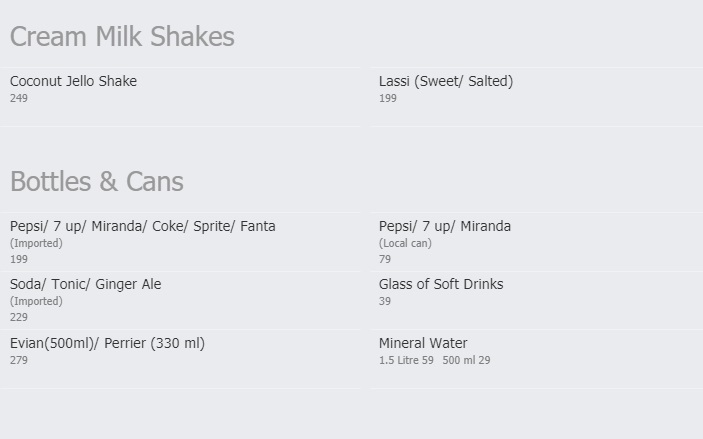 Cream Milk Shakes
Coconut Jello Shake
249
Lassi (Sweet/ Salted)
199
Bottles & Cans
Pepsi/ 7 up/ Miranda/ Coke/ Sprite/ Fanta
(Imported)
199
Pepsi/ 7 up/ Miranda
(Local can)
79
Soda/ Tonic/ Ginger Ale
(Imported)
229
Glass of Soft Drinks
39
Evian(500ml)/ Perrier (330 ml)
279
Mineral Water
1.5 Litre 59 500 ml 29